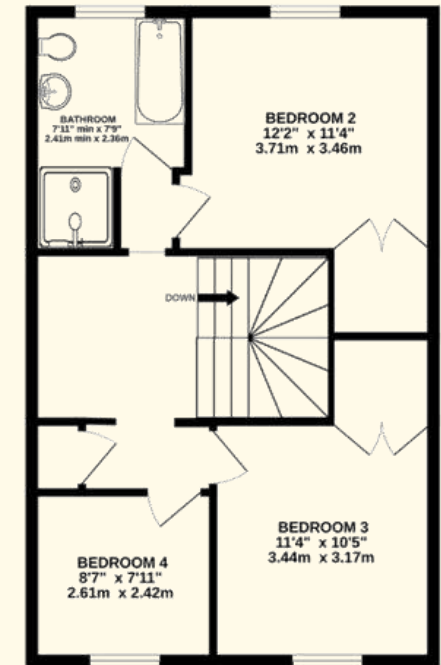 BATHROOM
7'11" min x 7'9"
2.41m min x 2.36m
BEDROOM 2
12'2" x 11'4"
3.71m x 3.46m
DOWN
BEDROOM 3
11'4" x 10'5"
3.44m x 3.17m
BEDROOM 4
8'7" x 7'11"
2.61m x 2.42m